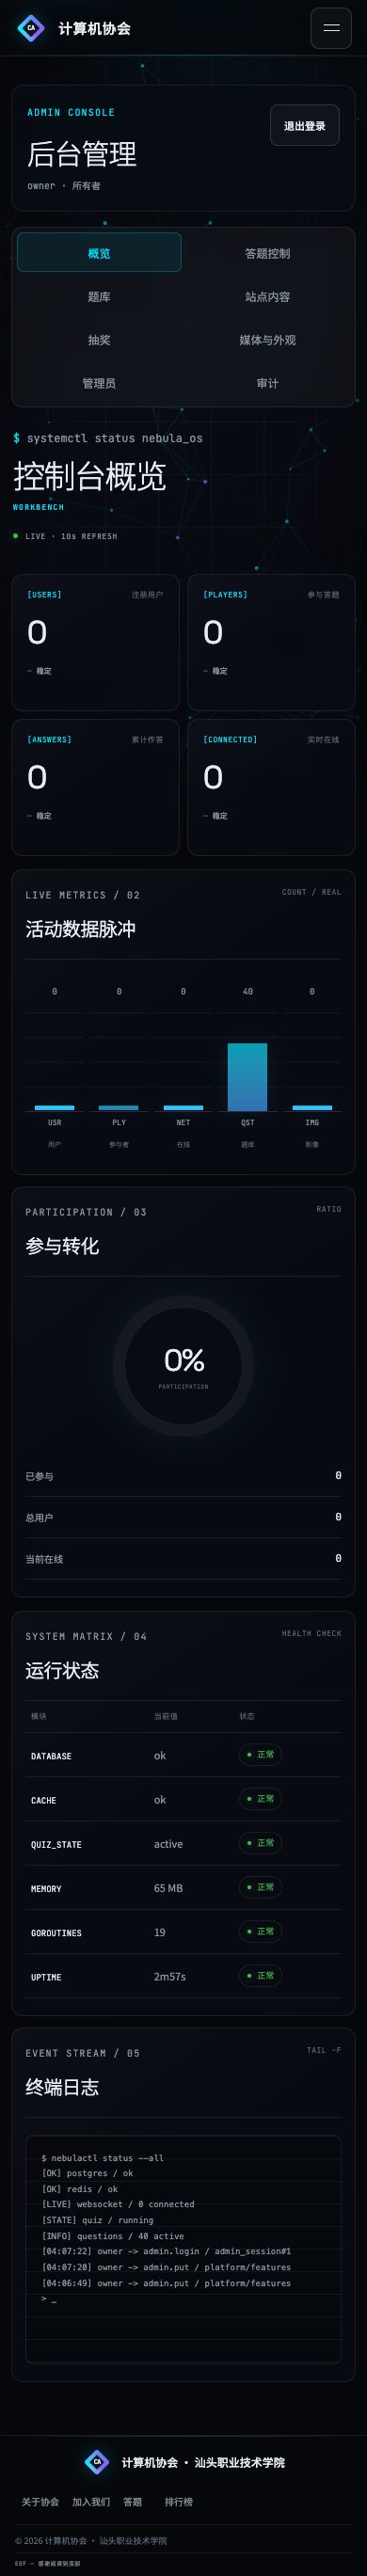 CA 计算机协会
ADMIN CONSOLE
后台管理
owner · 所有者
退出登录
概览 答题控制
题库 站点内容
抽奖 媒体与外观
管理员 审计
$ systemctl status nebula_os
控制台概览
WORKBENCH
LIVE · 10s REFRESH
[USERS] 注册用户
0
— 稳定
[PLAYERS] 参与答题
0
— 稳定
[ANSWERS] 累计作答
0
— 稳定
[CONNECTED] 实时在线
0
— 稳定
LIVE METRICS / 02 COUNT / REAL
活动数据脉冲
0 0 0 40 0
USR PLY NET QST IMG
用户 参与者 在线 题库 影像
PARTICIPATION / 03 RATIO
参与转化
0%
PARTICIPATION
已参与 0
总用户 0
当前在线 0
SYSTEM MATRIX / 04 HEALTH CHECK
运行状态
模块 当前值 状态
DATABASE ok 正常
CACHE ok 正常
QUIZ_STATE active 正常
MEMORY 65 MB 正常
GOROUTINES 19 正常
UPTIME 2m57s 正常
EVENT STREAM / 05 TAIL -F
终端日志
$ nebulactl status --all
[OK] postgres / ok
[OK] redis / ok
[LIVE] websocket / 0 connected
[STATE] quiz / running
[INFO] questions / 40 active
[04:07:22] owner -> admin.login / admin_session#1
[04:07:20] owner -> admin.put / platform/features
[04:06:49] owner -> admin.put / platform/features
> _
CA 计算机协会 · 汕头职业技术学院
关于协会 加入我们 答题 排行榜
© 2026 计算机协会 · 汕头职业技术学院
EOF — 感谢阅读到底部